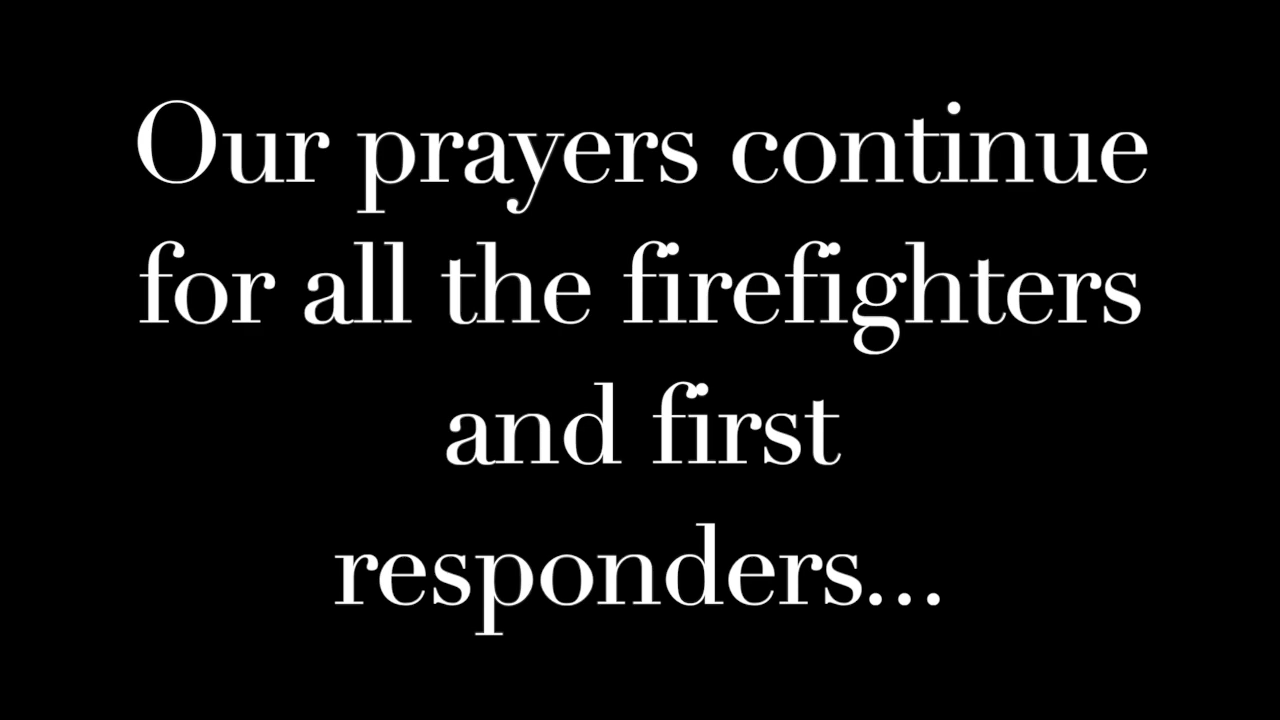 Our prayers continue
for all the firefighters
and first
responders...